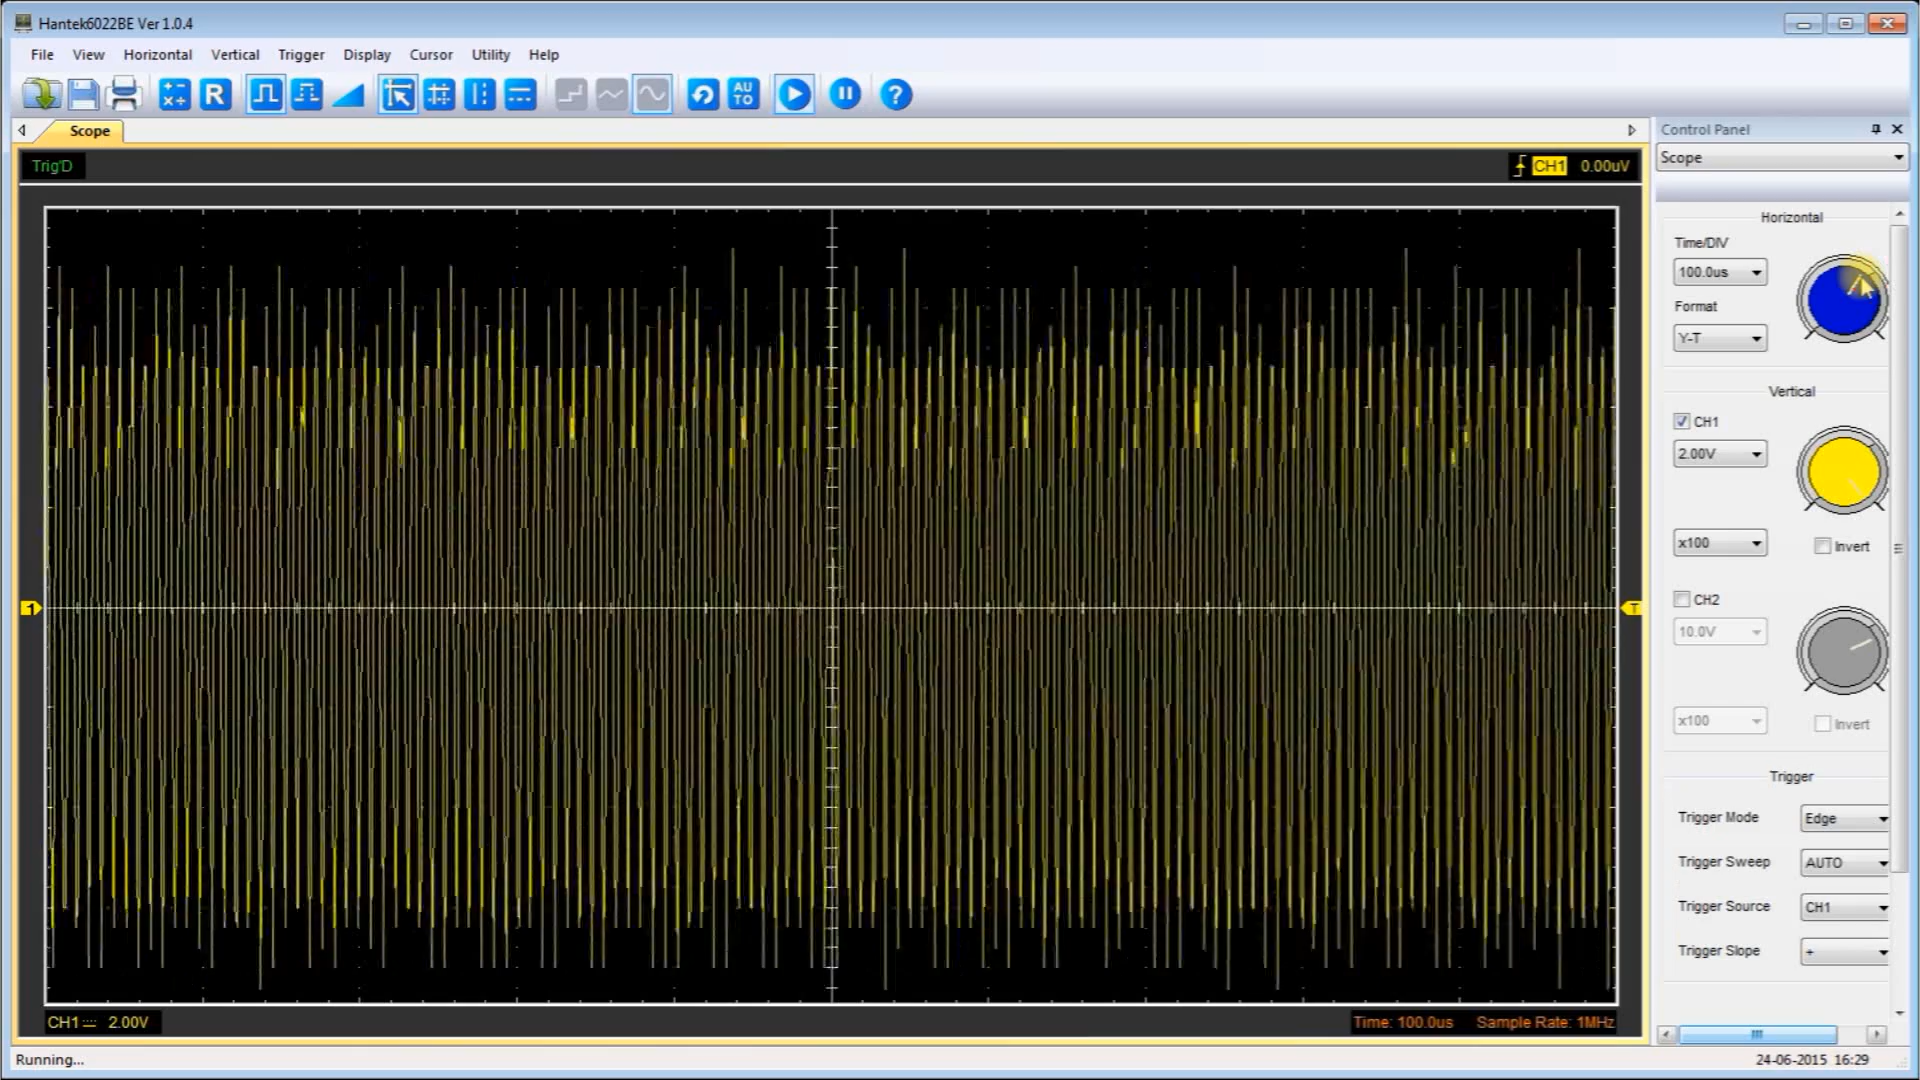 Hantek6022BE Ver 1.0.4
File View Horizontal Vertical Trigger Display Cursor Utility Help
R AU TO ?
Scope
Trig'D
CH1 0.00uV
1
T
CH1 2.00V
Time: 100.0us Sample Rate: 1MHz
Control Panel
Scope
Horizontal
Time/DIV
100.0us
Format
Y-T
Vertical
CH1
2.00V
x100
Invert
CH2
10.0V
x100
Invert
Trigger
Trigger Mode Edge
Trigger Sweep AUTO
Trigger Source CH1
Trigger Slope +
Running...
24-06-2015 16:29